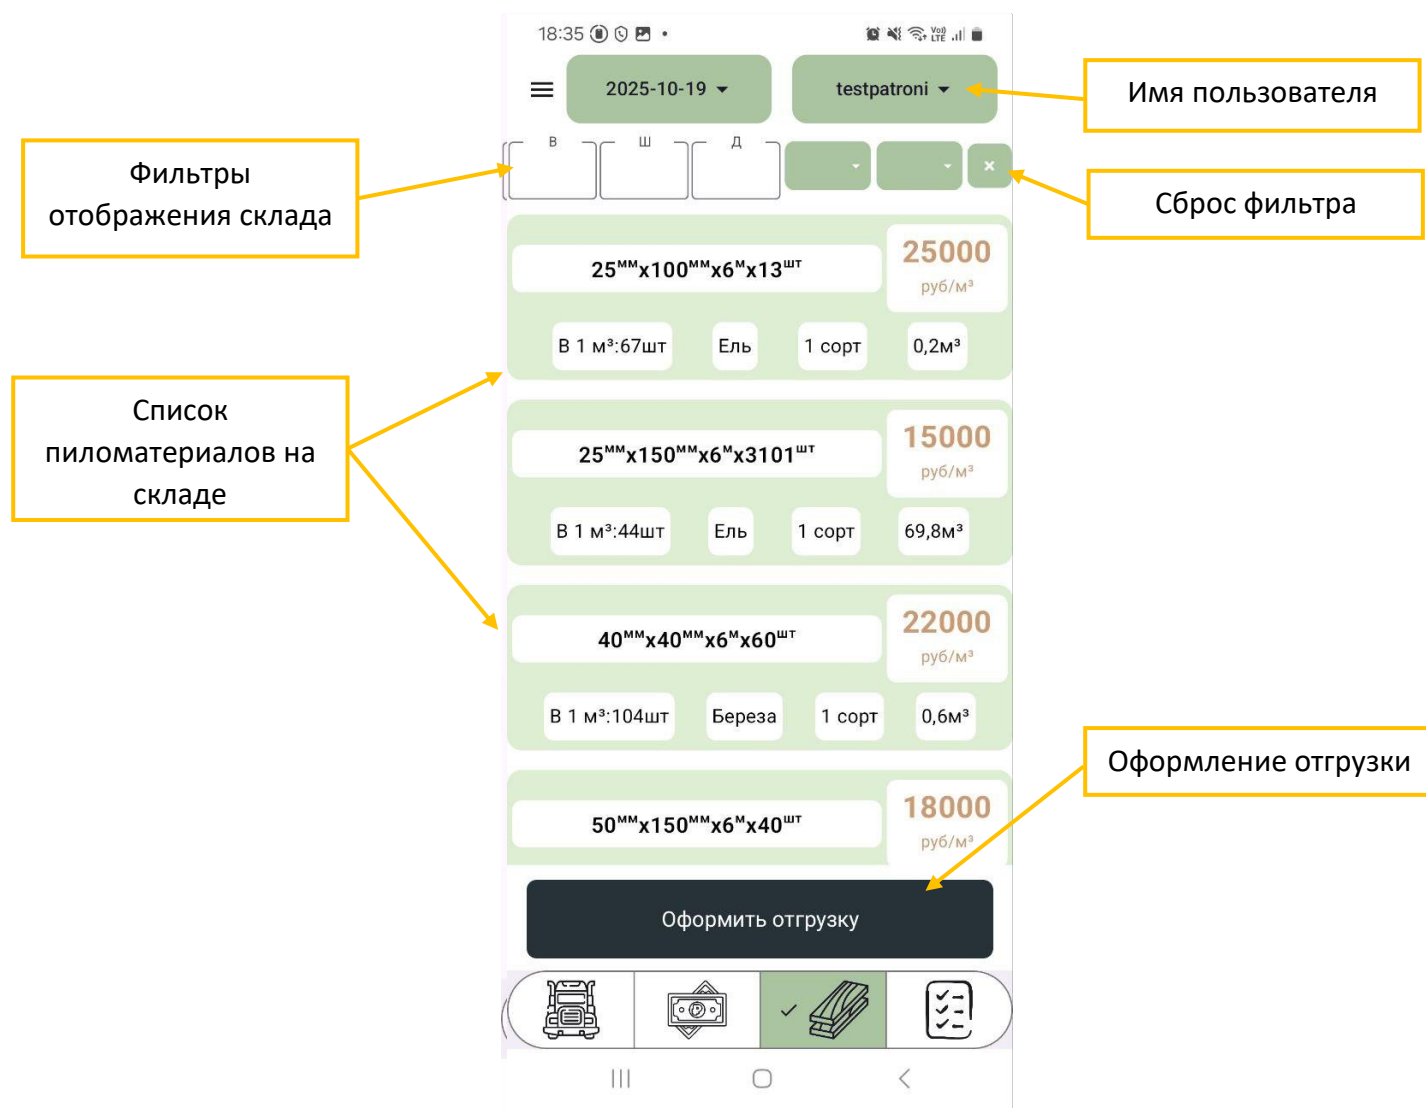 18:35
Vo))
LTE
2025-10-19
testpatroni
Имя пользователя
В
Ш
Д
Фильтры
отображения склада
Сброс фильтра
25ммx100ммx6мx13шт
25000
руб/м³
В 1 м³:67шт
Ель
1 сорт
0,2м³
Список
пиломатериалов на
складе
25ммx150ммx6мx3101шт
15000
руб/м³
В 1 м³:44шт
Ель
1 сорт
69,8м³
40ммx40ммx6мx60шт
22000
руб/м³
В 1 м³:104шт
Береза
1 сорт
0,6м³
Оформление отгрузки
50ммx150ммx6мx40шт
18000
руб/м³
Оформить отгрузку